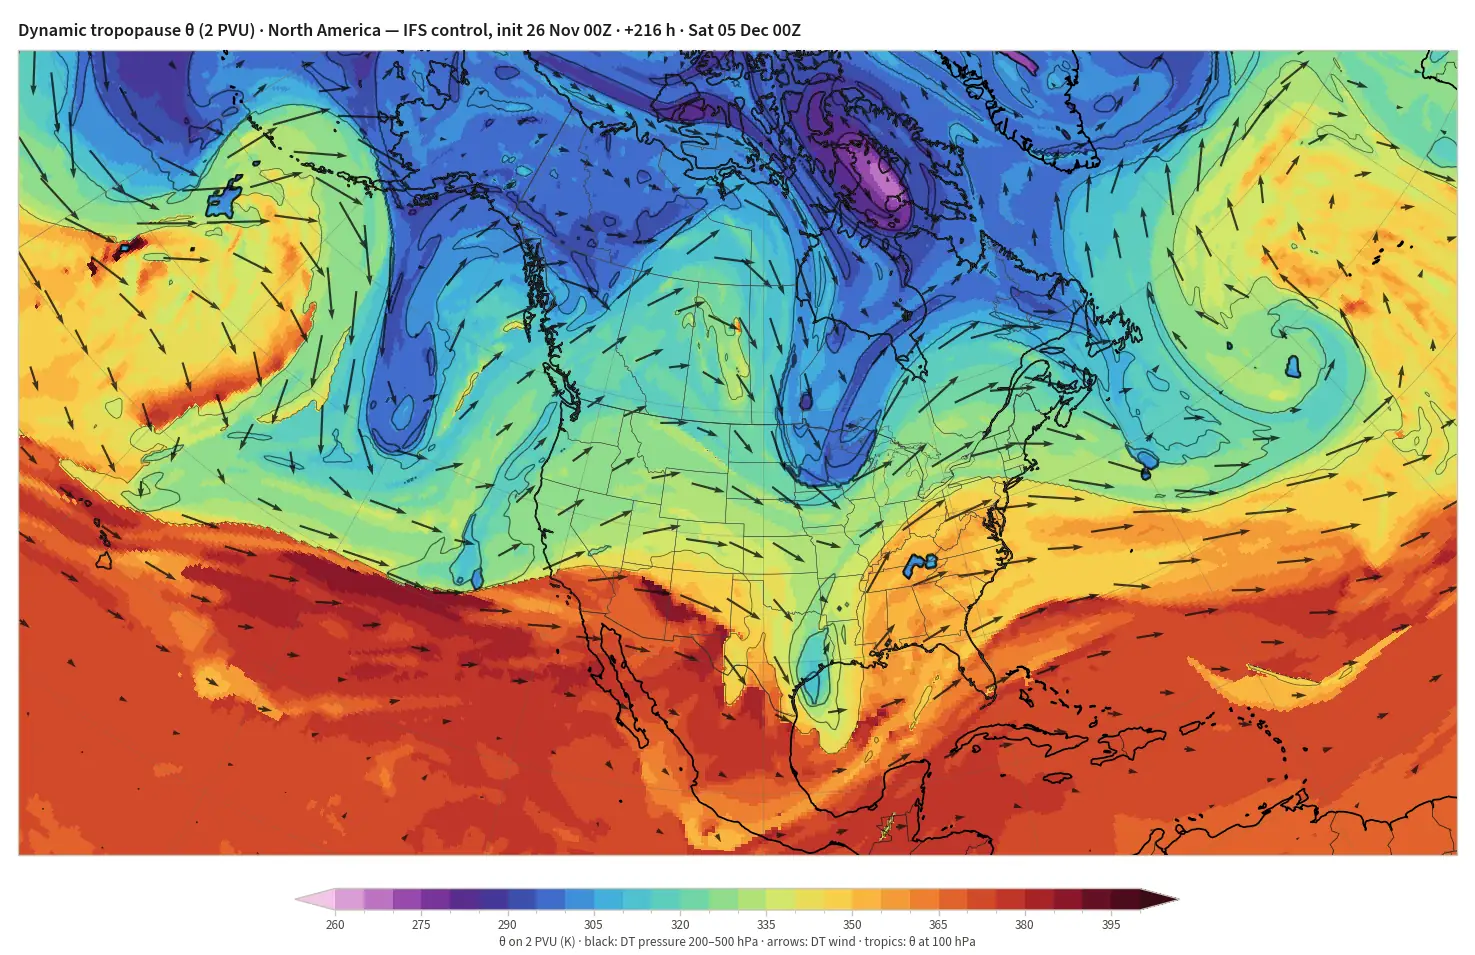 Dynamic tropopause θ (2 PVU) · North America — IFS control, init 26 Nov 00Z · +216 h · Sat 05 Dec 00Z
260 275 290 305 320 335 350 365 380 395
θ on 2 PVU (K) · black: DT pressure 200–500 hPa · arrows: DT wind · tropics: θ at 100 hPa